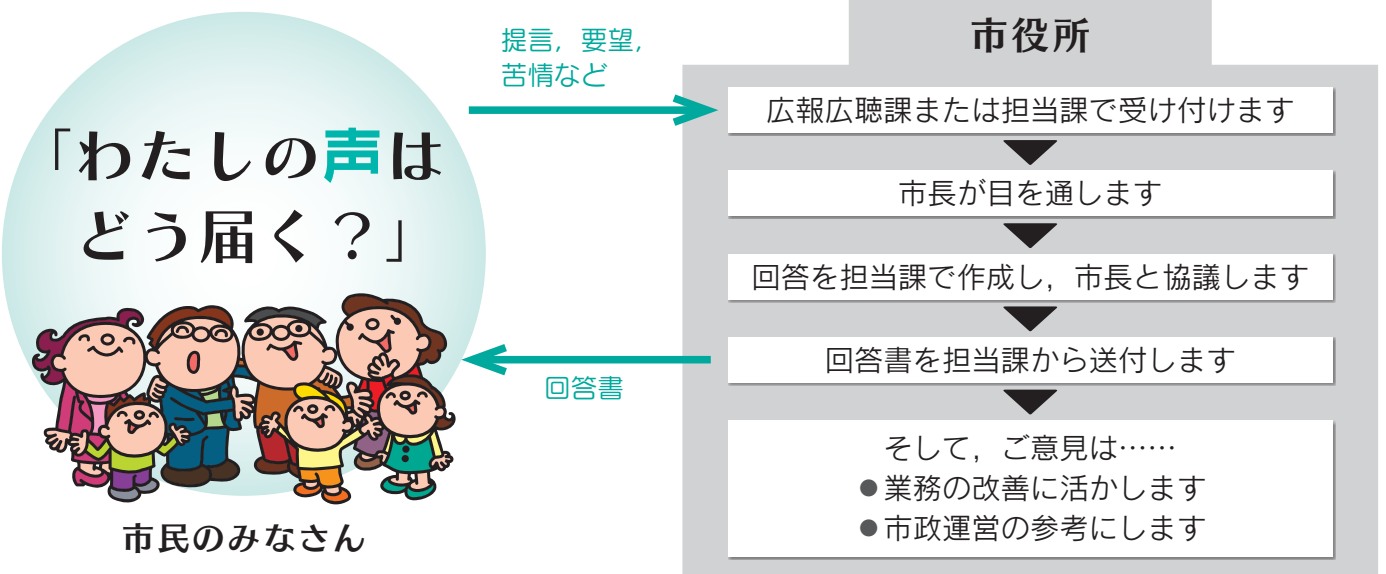 「わたしの声は
どう届く？」
市民のみなさん
提言，要望，
苦情など
回答書
市役所
広報広聴課または担当課で受け付けます
市長が目を通します
回答を担当課で作成し，市長と協議します
回答書を担当課から送付します
そして，ご意見は……
●業務の改善に活かします
●市政運営の参考にします